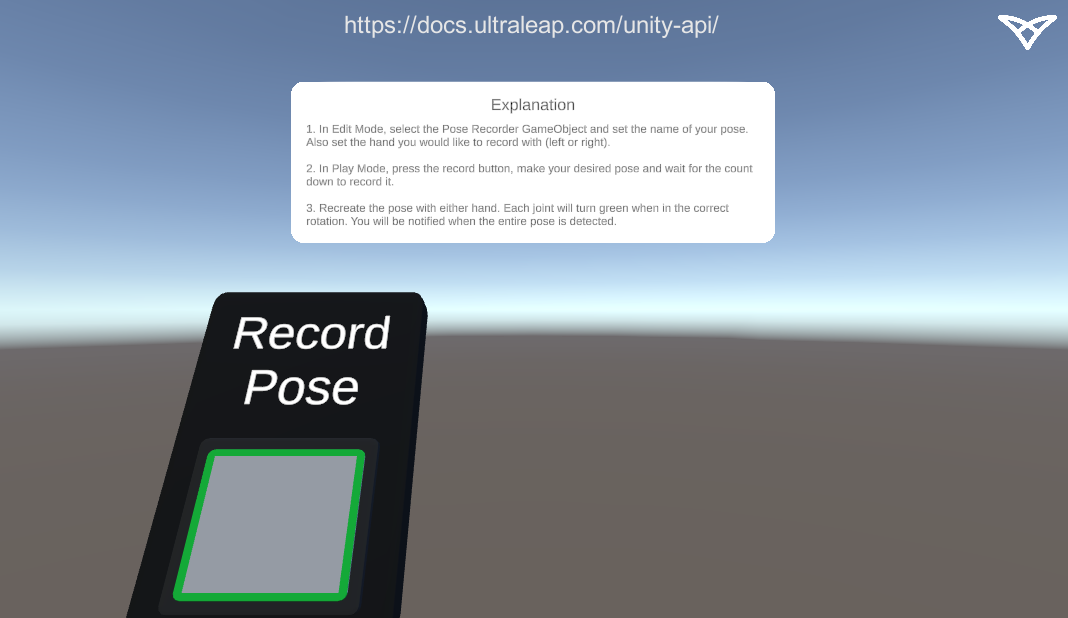 https://docs.ultraleap.com/unity-api/
Explanation
1. In Edit Mode, select the Pose Recorder GameObject and set the name of your pose.
Also set the hand you would like to record with (left or right).
2. In Play Mode, press the record button, make your desired pose and wait for the count
down to record it.
3. Recreate the pose with either hand. Each joint will turn green when in the correct
rotation. You will be notified when the entire pose is detected.
Record
Pose